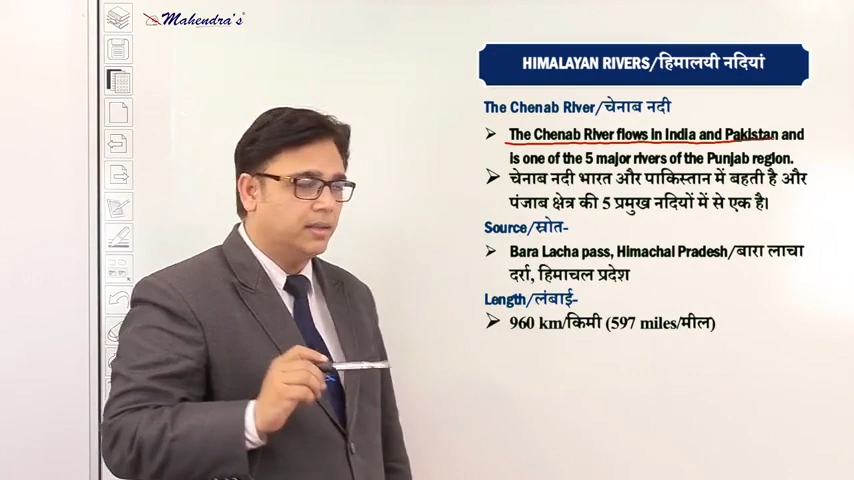 Mahendra's
HIMALAYAN RIVERS/हिमालयी नदियां
The Chenab River/चेनाब नदी
➢ The Chenab River flows in India and Pakistan and
is one of the 5 major rivers of the Punjab region.
➢ चेनाब नदी भारत और पाकिस्तान में बहती है और
पंजाब क्षेत्र की 5 प्रमुख नदियों में से एक है।
Source/स्रोत-
➢ Bara Lacha pass, Himachal Pradesh/बारा लाचा
दर्रा, हिमाचल प्रदेश
Length/लंबाई-
➢ 960 km/किमी (597 miles/मील)